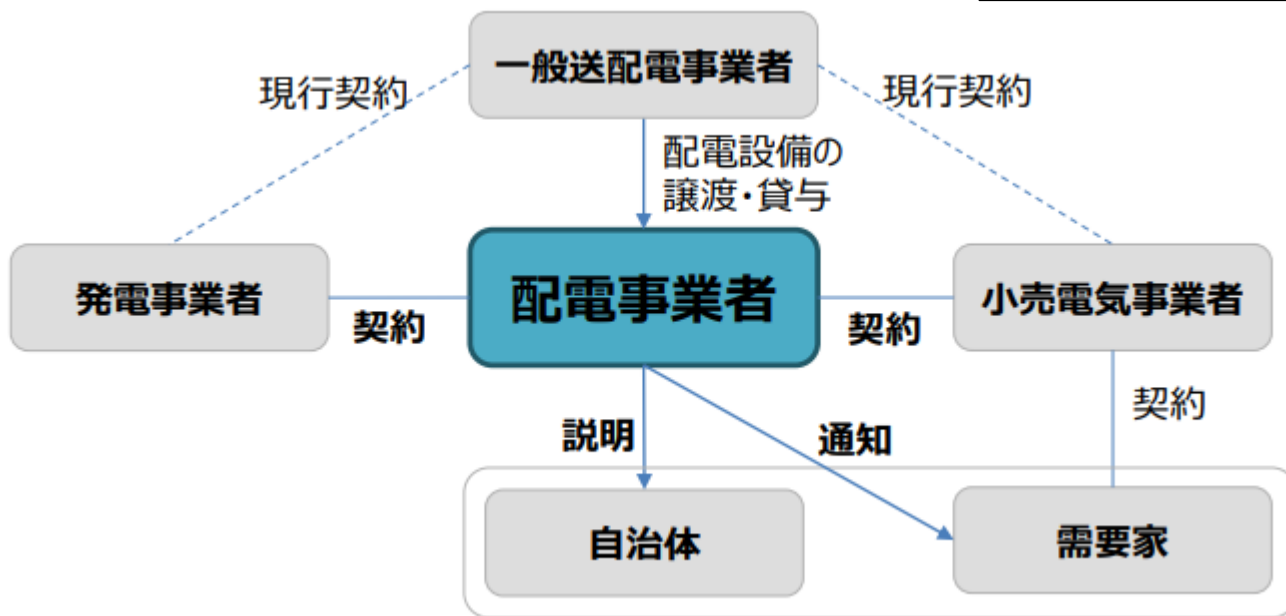 一般送配電事業者
現行契約
現行契約
配電設備の
譲渡・貸与
発電事業者
契約
配電事業者
契約
小売電気事業者
契約
説明
通知
自治体
需要家